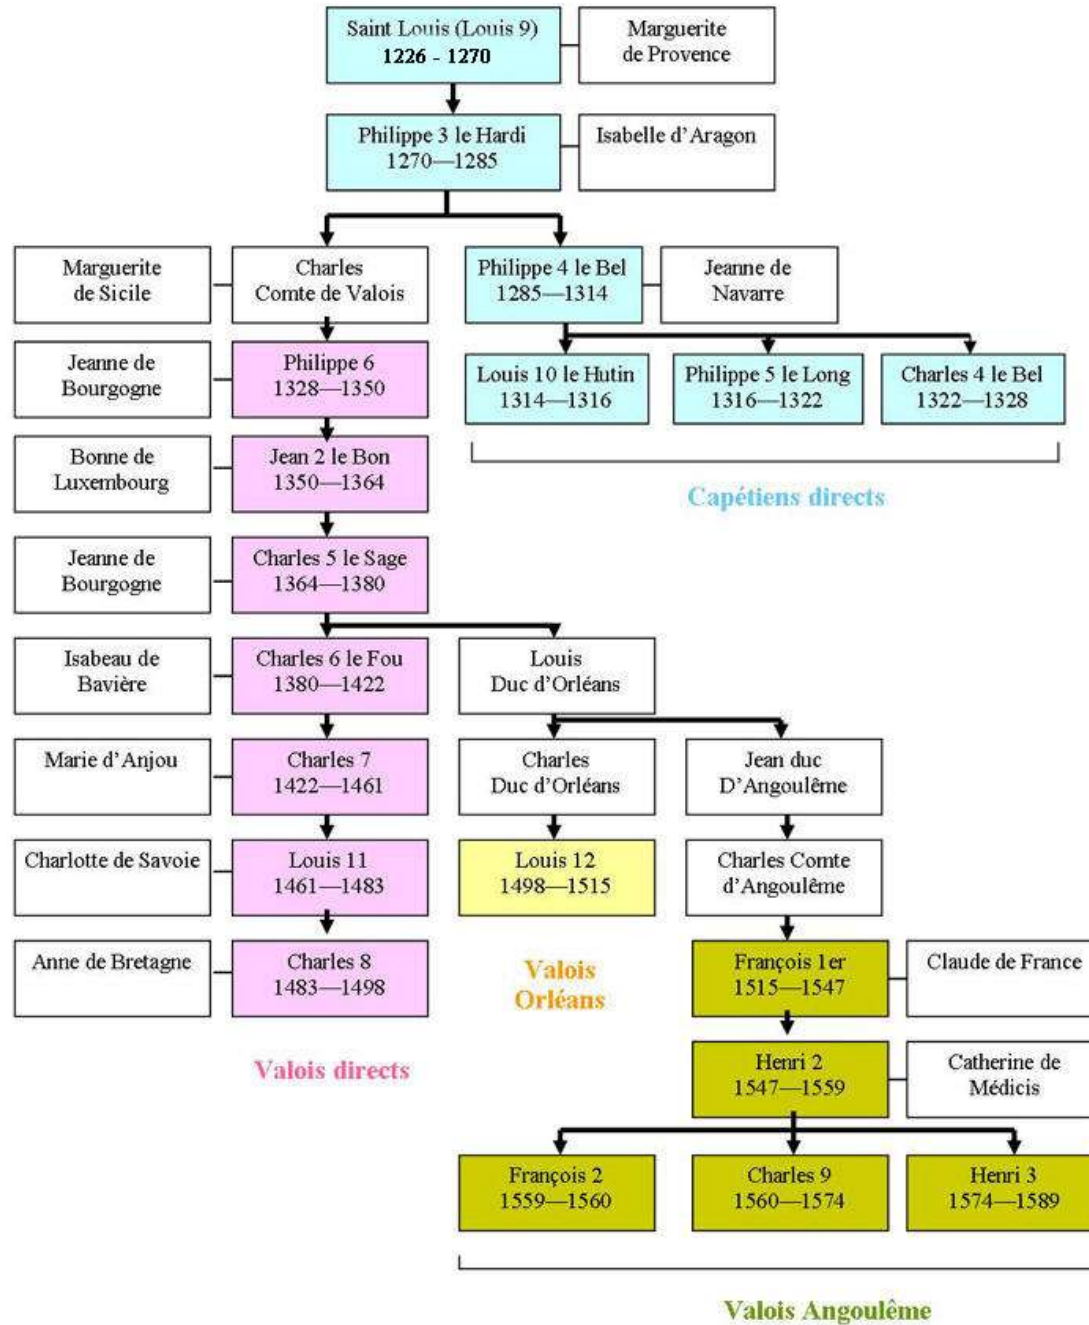 Saint Louis (Louis 9)
1226 - 1270
Marguerite
de Provence
Philippe 3 le Hardi
1270—1285
Isabelle d’Aragon
Marguerite
de Sicile
Charles
Comte de Valois
Philippe 4 le Bel
1285—1314
Jeanne de
Navarre
Jeanne de
Bourgogne
Philippe 6
1328—1350
Louis 10 le Hutin
1314—1316
Philippe 5 le Long
1316—1322
Charles 4 le Bel
1322—1328
Bonne de
Luxembourg
Jean 2 le Bon
1350—1364
Capétiens directs
Jeanne de
Bourgogne
Charles 5 le Sage
1364—1380
Isabeau de
Bavière
Charles 6 le Fou
1380—1422
Louis
Duc d’Orléans
Marie d’Anjou
Charles 7
1422—1461
Charles
Duc d’Orléans
Jean duc
D’Angoulême
Charlotte de Savoie
Louis 11
1461—1483
Louis 12
1498—1515
Charles Comte
d’Angoulême
Anne de Bretagne
Charles 8
1483—1498
Valois
Orléans
François 1er
1515—1547
Claude de France
Valois directs
Henri 2
1547—1559
Catherine de
Médicis
François 2
1559—1560
Charles 9
1560—1574
Henri 3
1574—1589
Valois Angoulême